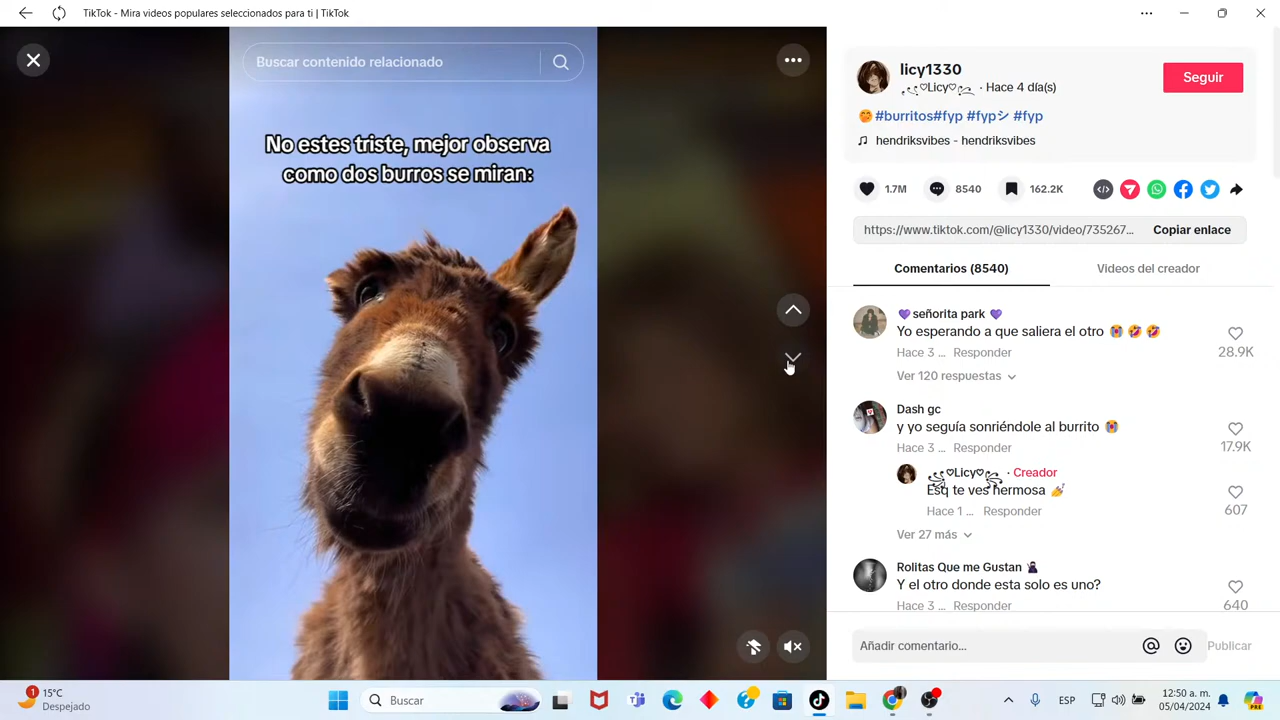 TikTok - Mira videos populares seleccionados para ti | TikTok
Buscar contenido relacionado
No estes triste, mejor observa
como dos burros se miran:
licy1330
Seguir
♡Licy♡ · Hace 4 día(s)
🤭 #burritos#fyp #fypシ #fyp
hendriksvibes - hendriksvibes
1.7M
8540
162.2K
https://www.tiktok.com/@licy1330/video/735267...
Copiar enlace
Comentarios (8540)
Videos del creador
💜señorita park 💜
Yo esperando a que saliera el otro 😭🤣🤣
Hace 3 ... Responder
28.9K
Ver 120 respuestas
Dash gc
y yo seguía sonriéndole al burrito 😭
Hace 3 ... Responder
17.9K
♡Licy♡ · Creador
Esq te ves hermosa 💅
Hace 1 ... Responder
607
Ver 27 más
Rolitas Que me Gustan
Y el otro donde esta solo es uno?
Hace 3 ... Responder
640
Añadir comentario...
Publicar
1
15°C
Despejado
Buscar
ESP
12:50 a. m.
05/04/2024